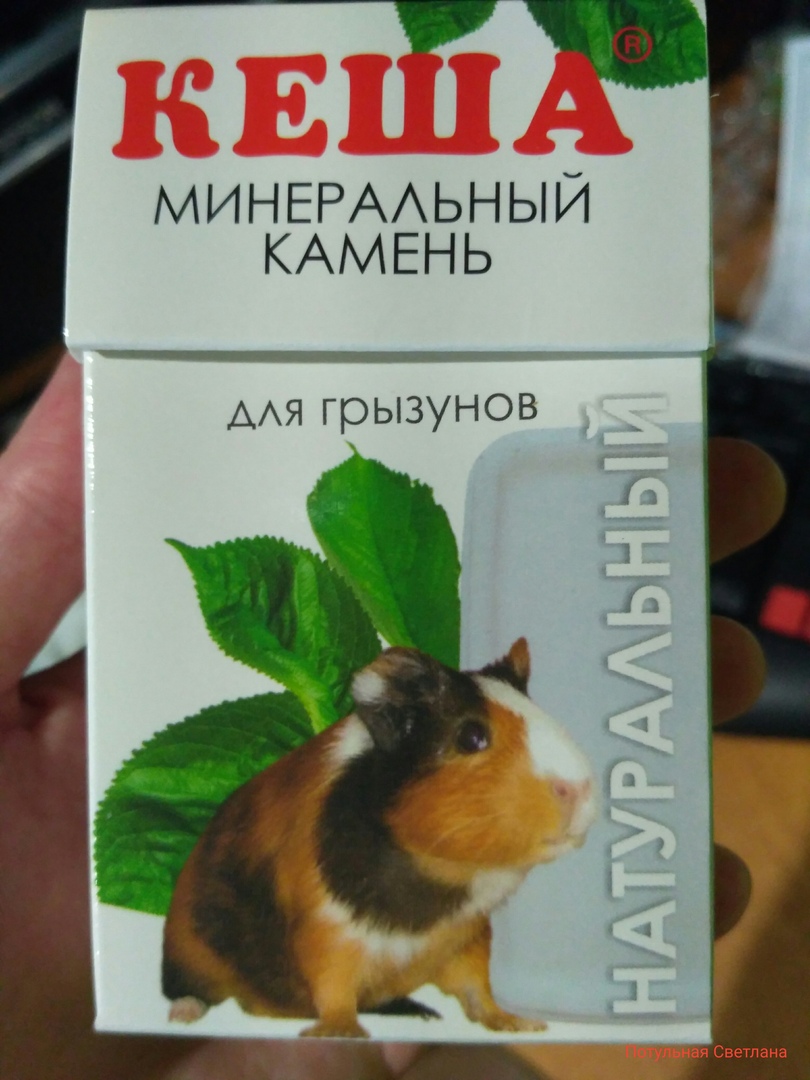 КЕША®
МИНЕРАЛЬНЫЙ
КАМЕНЬ
для грызунов
НАТУРАЛЬНЫЙ
Потульная Светлана